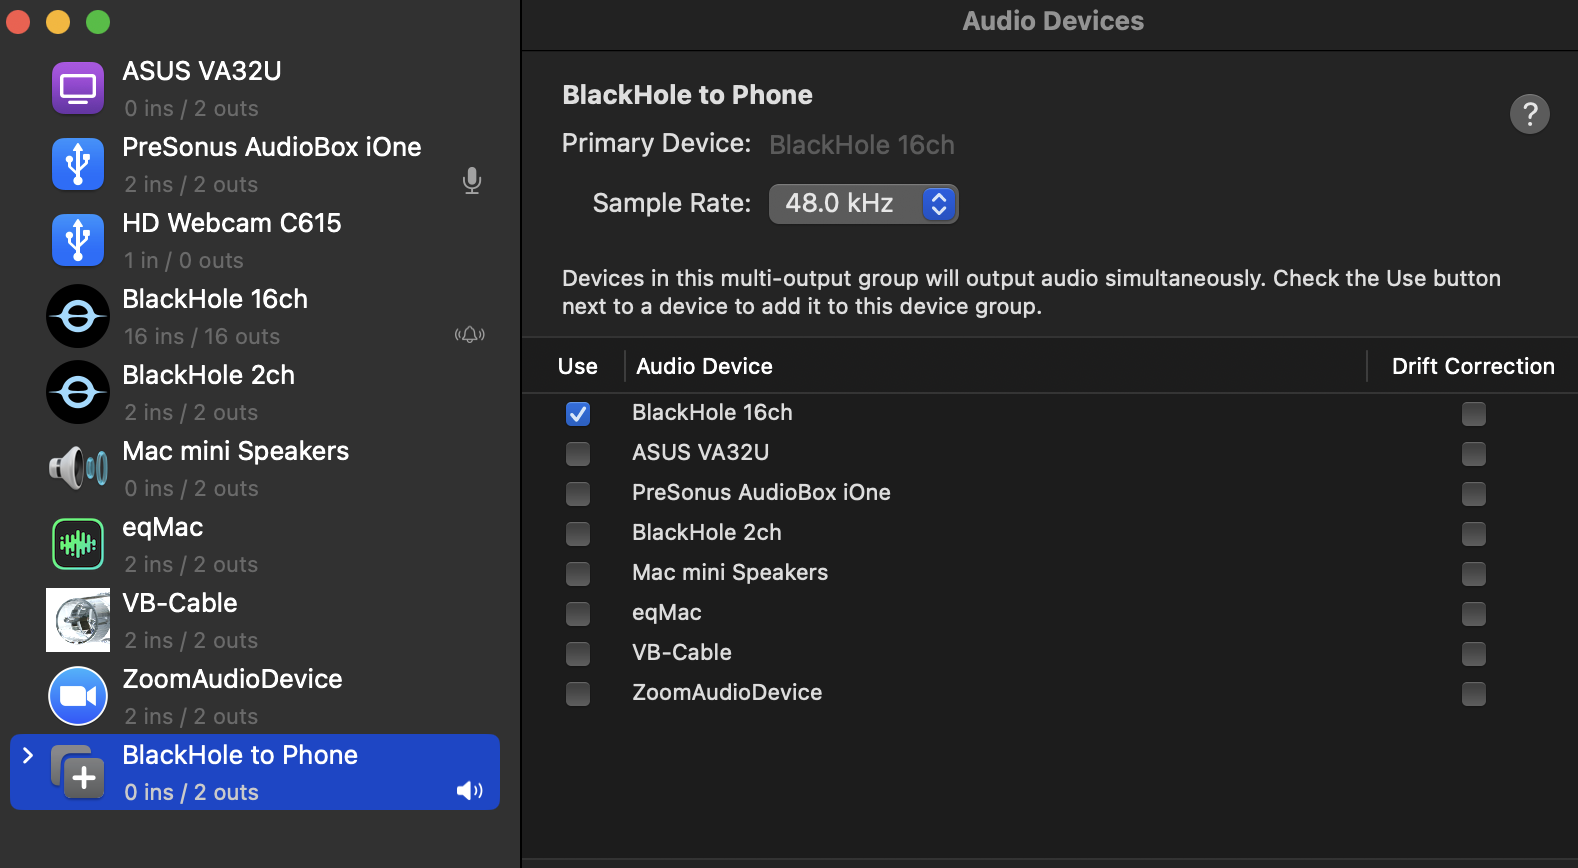 ASUS VA32U
0 ins / 2 outs
PreSonus AudioBox iOne
2 ins / 2 outs
HD Webcam C615
1 in / 0 outs
BlackHole 16ch
16 ins / 16 outs
BlackHole 2ch
2 ins / 2 outs
Mac mini Speakers
0 ins / 2 outs
eqMac
2 ins / 2 outs
VB-Cable
2 ins / 2 outs
ZoomAudioDevice
2 ins / 2 outs
BlackHole to Phone
0 ins / 2 outs
Audio Devices
BlackHole to Phone
?
Primary Device: BlackHole 16ch
Sample Rate: 48.0 kHz
Devices in this multi-output group will output audio simultaneously. Check the Use button
next to a device to add it to this device group.
Use Audio Device Drift Correction
BlackHole 16ch
ASUS VA32U
PreSonus AudioBox iOne
BlackHole 2ch
Mac mini Speakers
eqMac
VB-Cable
ZoomAudioDevice